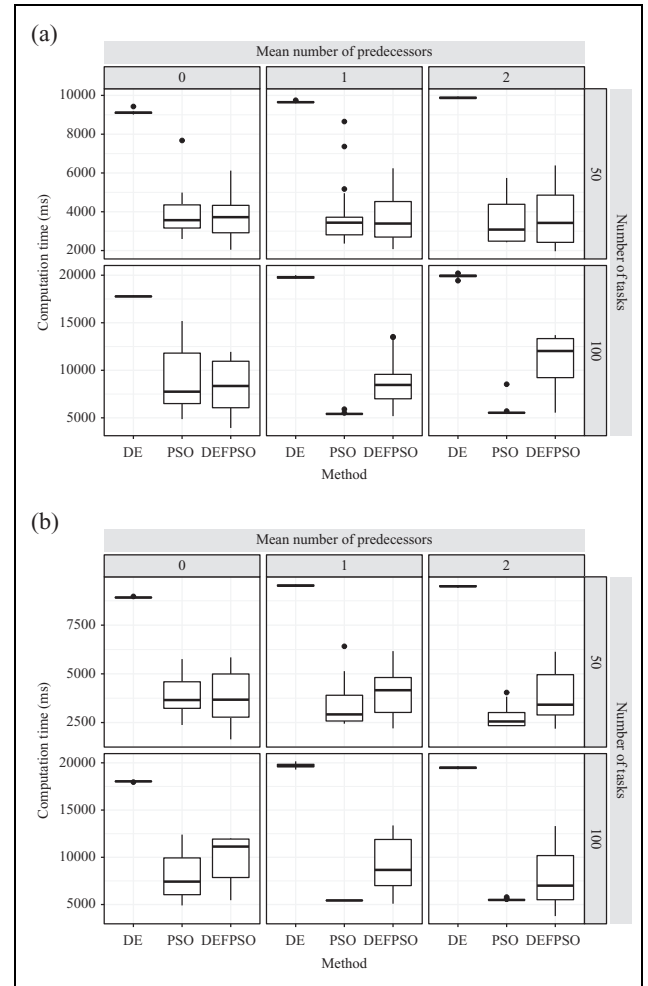 (a)
Mean number of predecessors
0 1 2
10000
8000
6000
4000
2000
50
20000
15000
10000
5000
100
Computation time (ms)
Number of tasks
DE PSO DEFPSO DE PSO DEFPSO DE PSO DEFPSO
Method
(b)
Mean number of predecessors
0 1 2
7500
5000
2500
50
20000
15000
10000
5000
100
Computation time (ms)
Number of tasks
DE PSO DEFPSO DE PSO DEFPSO DE PSO DEFPSO
Method